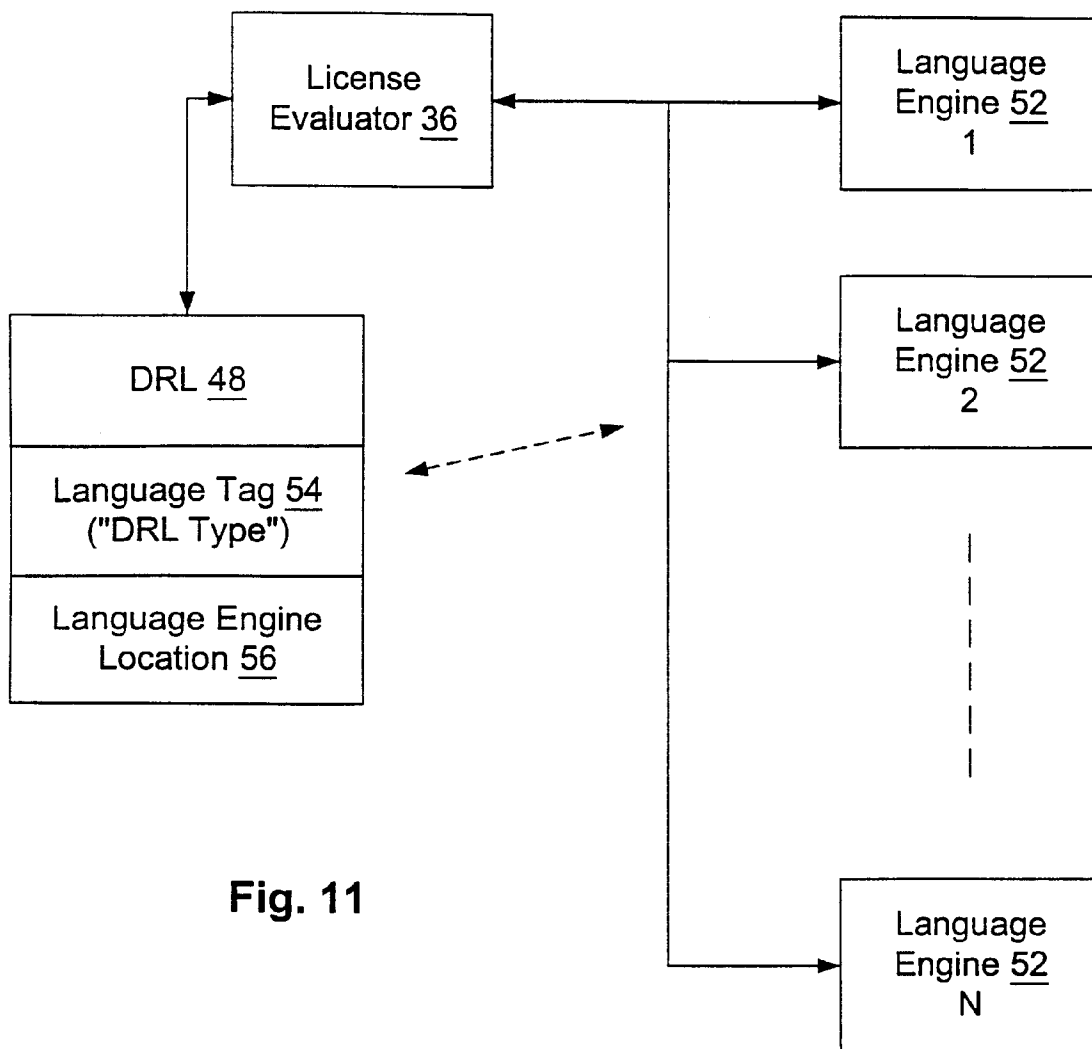 License
Evaluator 36
Language
Engine 52
1
DRL 48
Language Tag 54
("DRL Type")
Language Engine
Location 56
Language
Engine 52
2
Language
Engine 52
N
Fig. 11